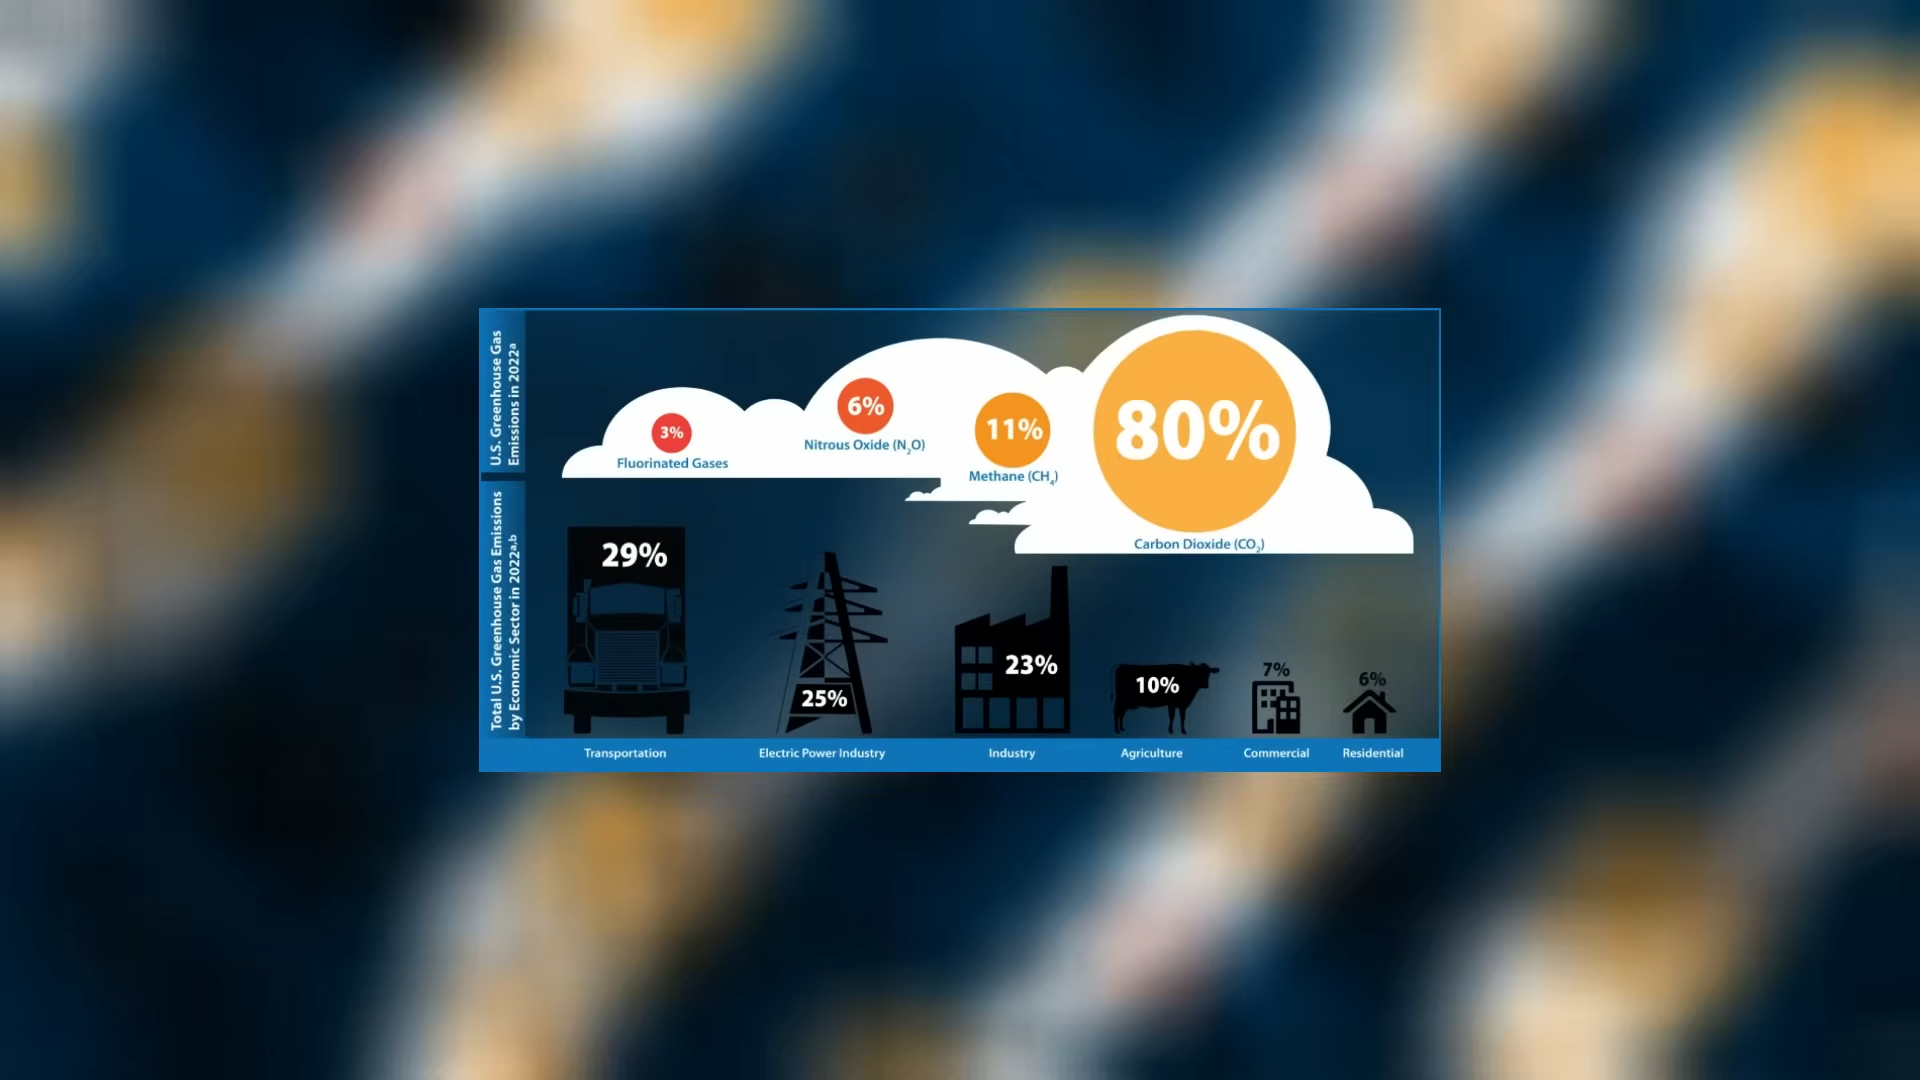 U.S. Greenhouse Gas
Emissions in 2022a
3%
Fluorinated Gases
6%
Nitrous Oxide (N2O)
11%
Methane (CH4)
80%
Carbon Dioxide (CO2)
Total U.S. Greenhouse Gas Emissions
by Economic Sector in 2022a,b
29%
25%
23%
10%
7%
6%
Transportation
Electric Power Industry
Industry
Agriculture
Commercial
Residential